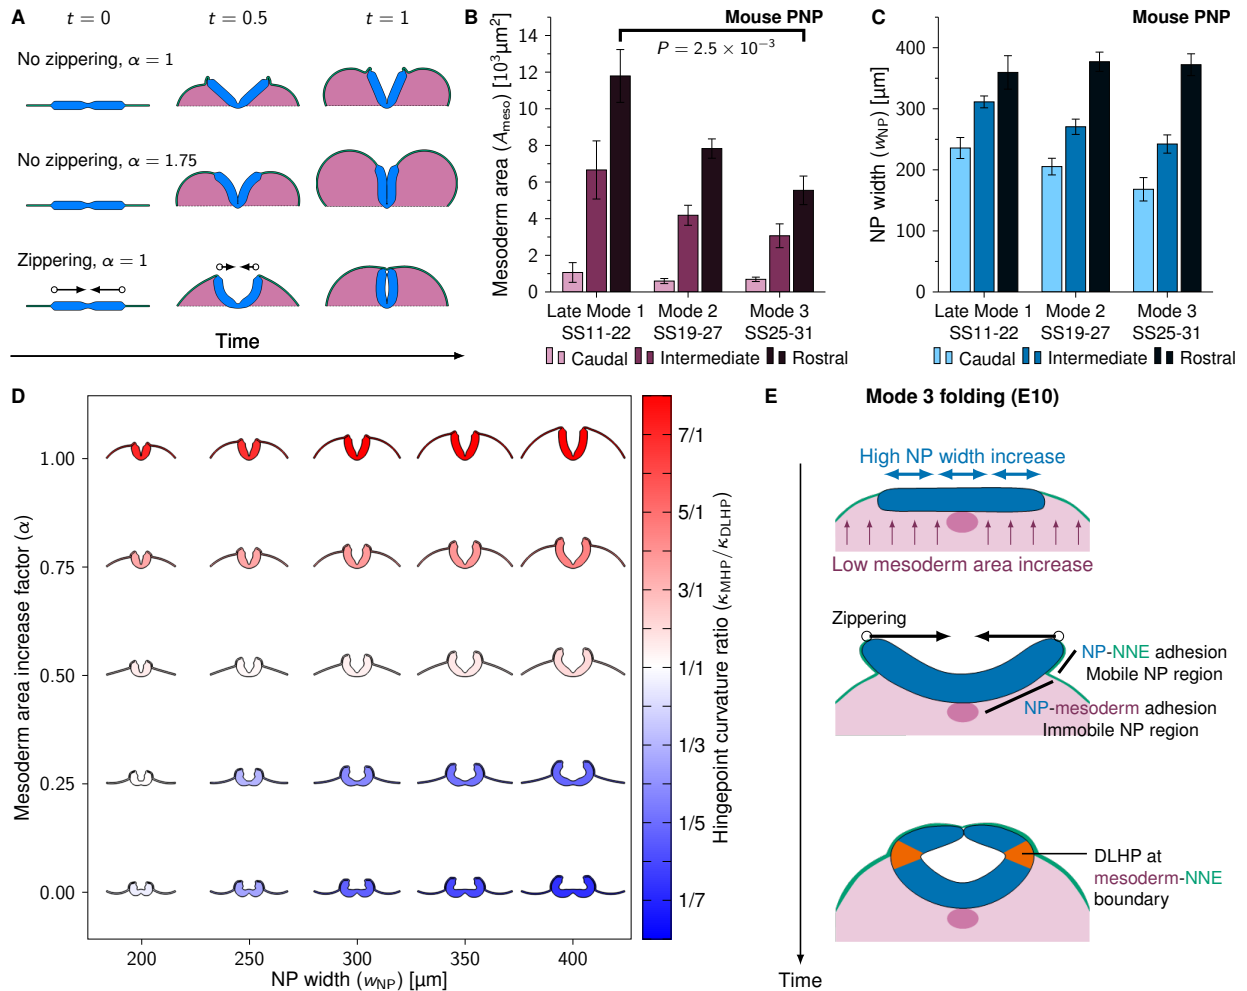 A
t = 0
t = 0.5
t = 1
No zippering, α = 1
No zippering, α = 1.75
Zippering, α = 1
Time
B
Mouse PNP
P = 2.5 × 10⁻³
Mesoderm area (A_meso) [10³μm²]
14
12
10
8
6
4
2
0
Late Mode 1
SS11-22
Mode 2
SS19-27
Mode 3
SS25-31
Caudal
Intermediate
Rostral
C
Mouse PNP
NP width (w_NP) [μm]
400
300
200
100
0
Late Mode 1
SS11-22
Mode 2
SS19-27
Mode 3
SS25-31
Caudal
Intermediate
Rostral
D
Mesoderm area increase factor (α)
1.00
0.75
0.50
0.25
0.00
200
250
300
350
400
NP width (w_NP) [μm]
7/1
5/1
3/1
1/1
1/3
1/5
1/7
Hingepoint curvature ratio (κ_MHP/κ_DLHP)
E
Mode 3 folding (E10)
High NP width increase
Low mesoderm area increase
Zippering
NP-NNE adhesion
Mobile NP region
NP-mesoderm adhesion
Immobile NP region
DLHP at
mesoderm-NNE
boundary
Time